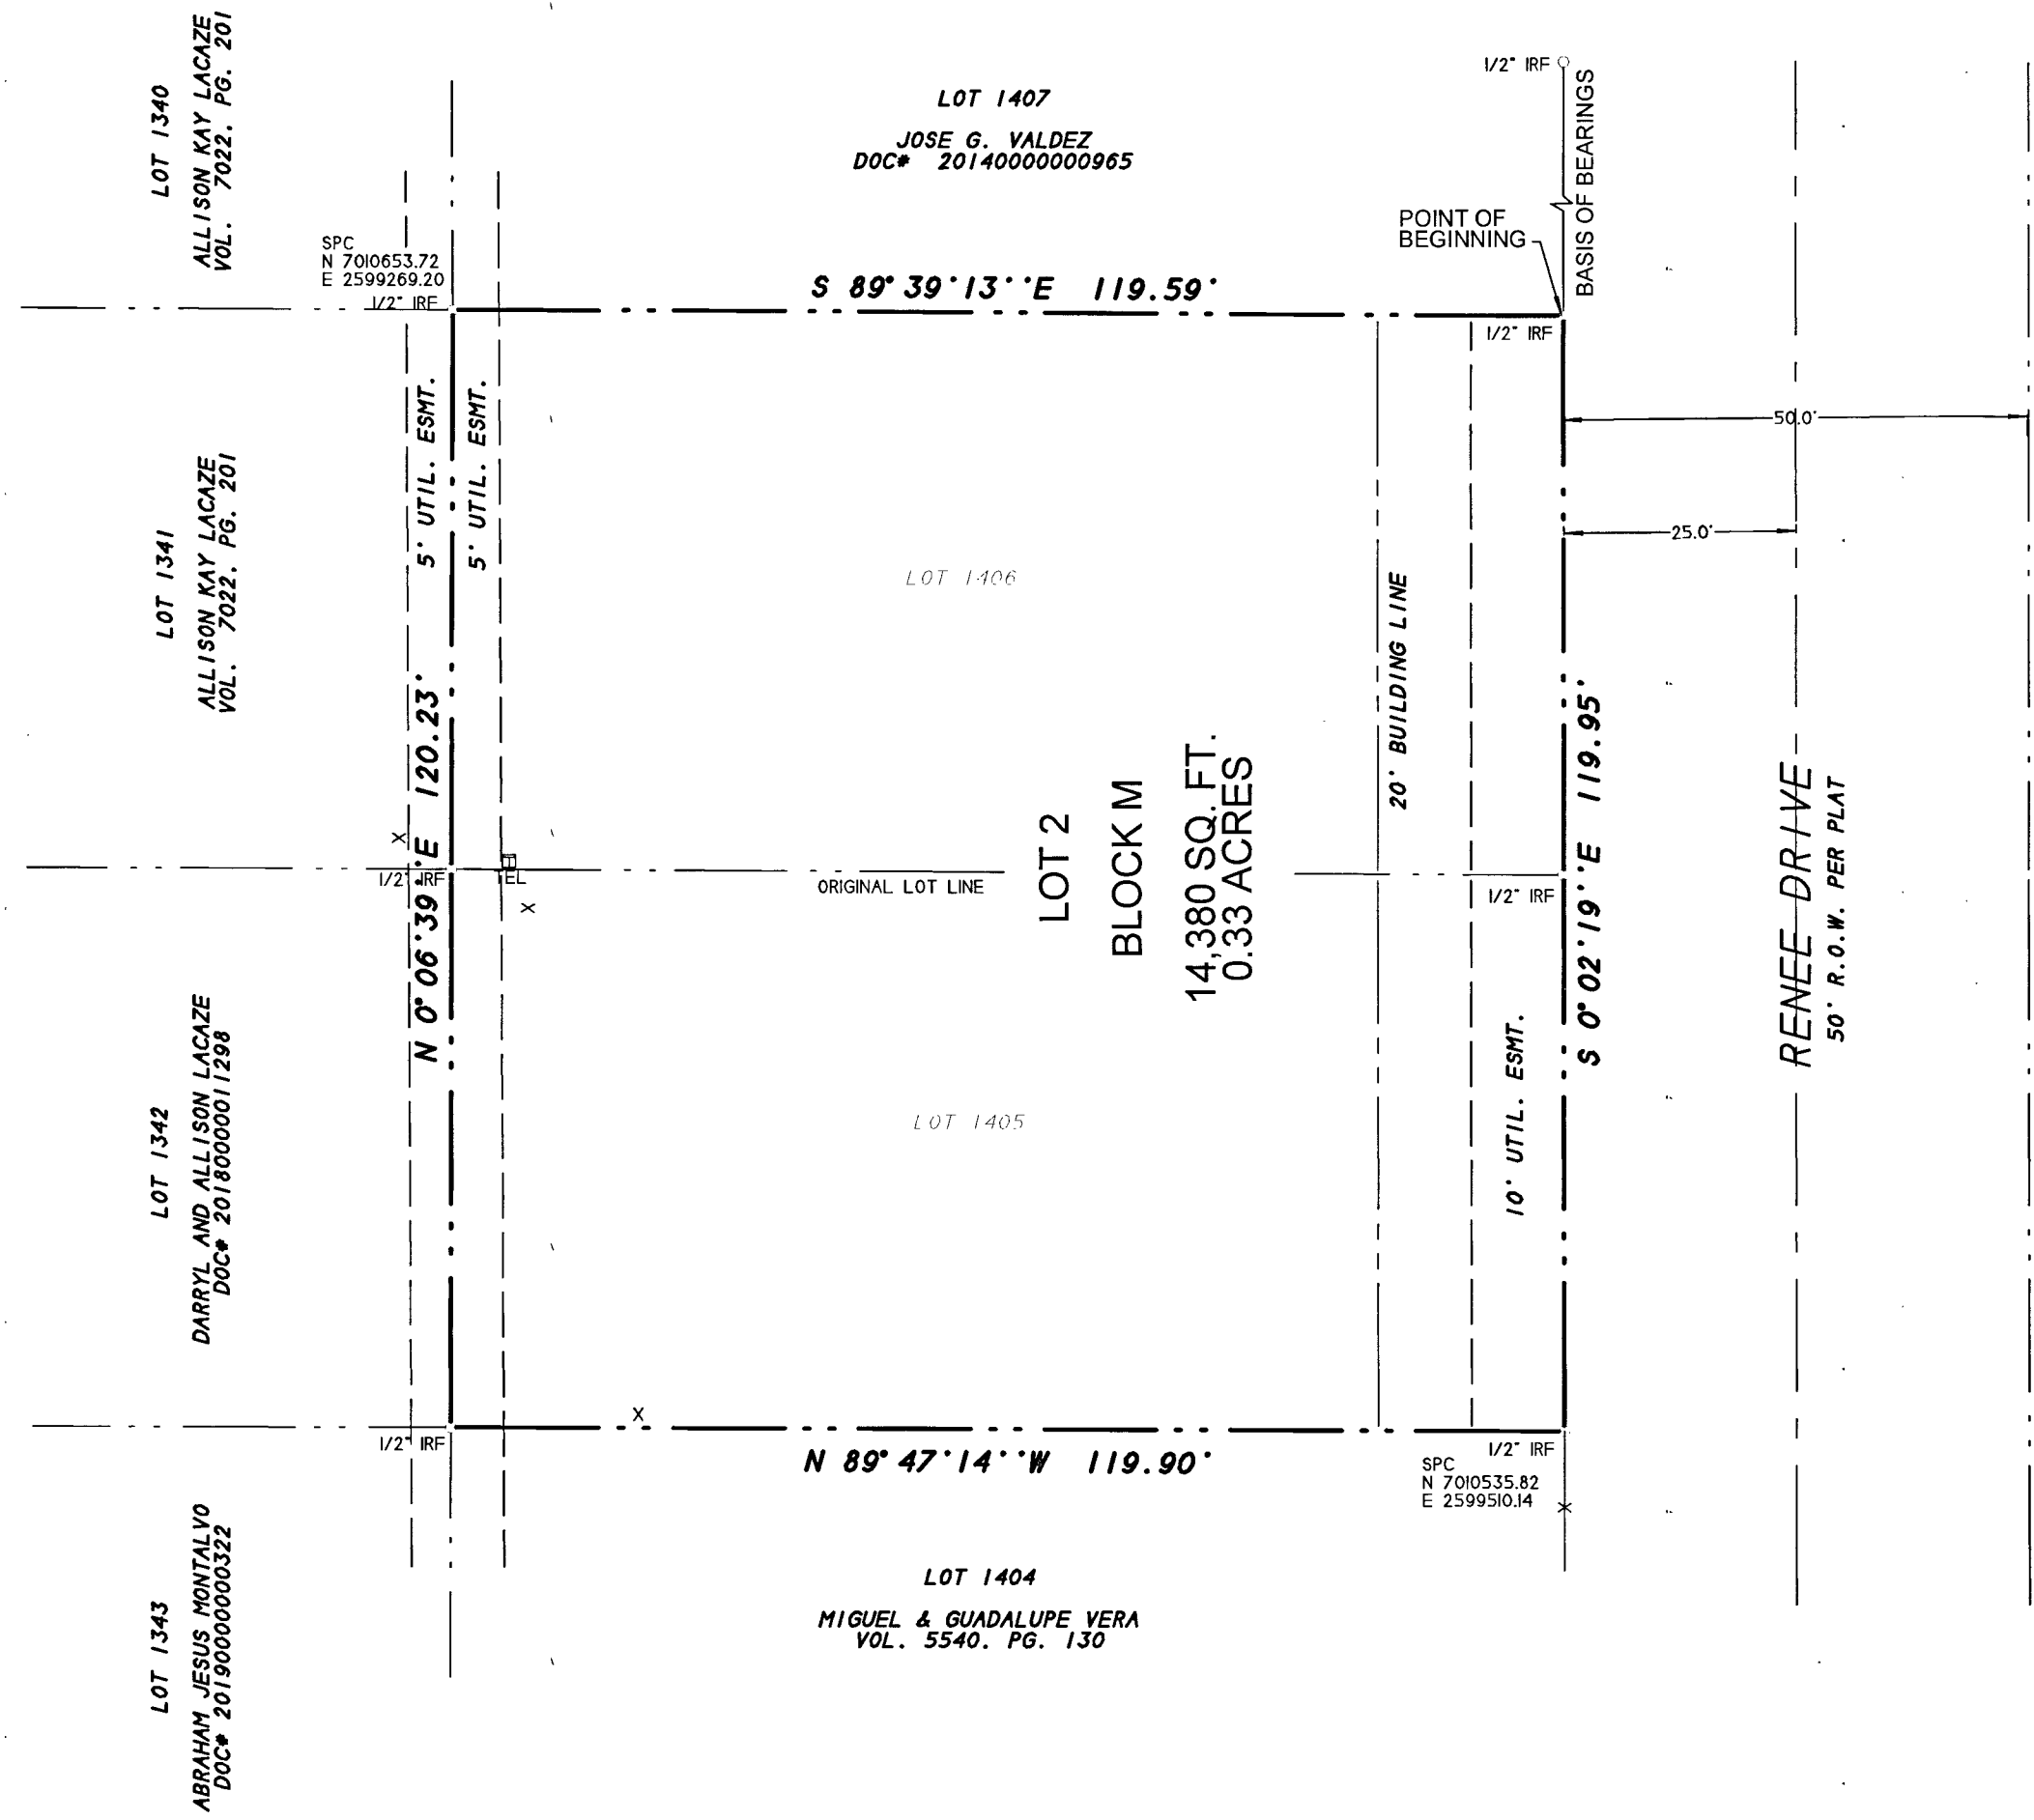 LOT 1340
ALLISON KAY LACAZE
VOL. 7022. PG. 201
LOT 1407
JOSE G. VALDEZ
DOC# 20140000000965
1/2" IRF
BASIS OF BEARINGS
POINT OF
BEGINNING
SPC
N 7010653.72
E 2599269.20
1/2" IRF
S 89°39'13''E 119.59'
1/2" IRF
5' UTIL. ESMT.
5' UTIL. ESMT.
50.0'
25.0'
LOT 1341
ALLISON KAY LACAZE
VOL. 7022. PG. 201
LOT 1406
20' BUILDING LINE
N 0°06'39''E 120.23'
S 0°02'19''E 119.95'
X
1/2" IRF
TEL
X
ORIGINAL LOT LINE
LOT 2
BLOCK M
14,380 SQ. FT.
0.33 ACRES
1/2" IRF
RENEE DRIVE
50' R.O.W. PER PLAT
LOT 1342
DARRYL AND ALLISON LACAZE
DOC# 20180000011298
LOT 1405
10' UTIL. ESMT.
1/2" IRF
X
N 89°47'14''W 119.90'
1/2" IRF
SPC
N 7010535.82
E 2599510.14
X
LOT 1343
ABRAHAM JESUS MONTALVO
DOC# 20190000000322
LOT 1404
MIGUEL & GUADALUPE VERA
VOL. 5540. PG. 130